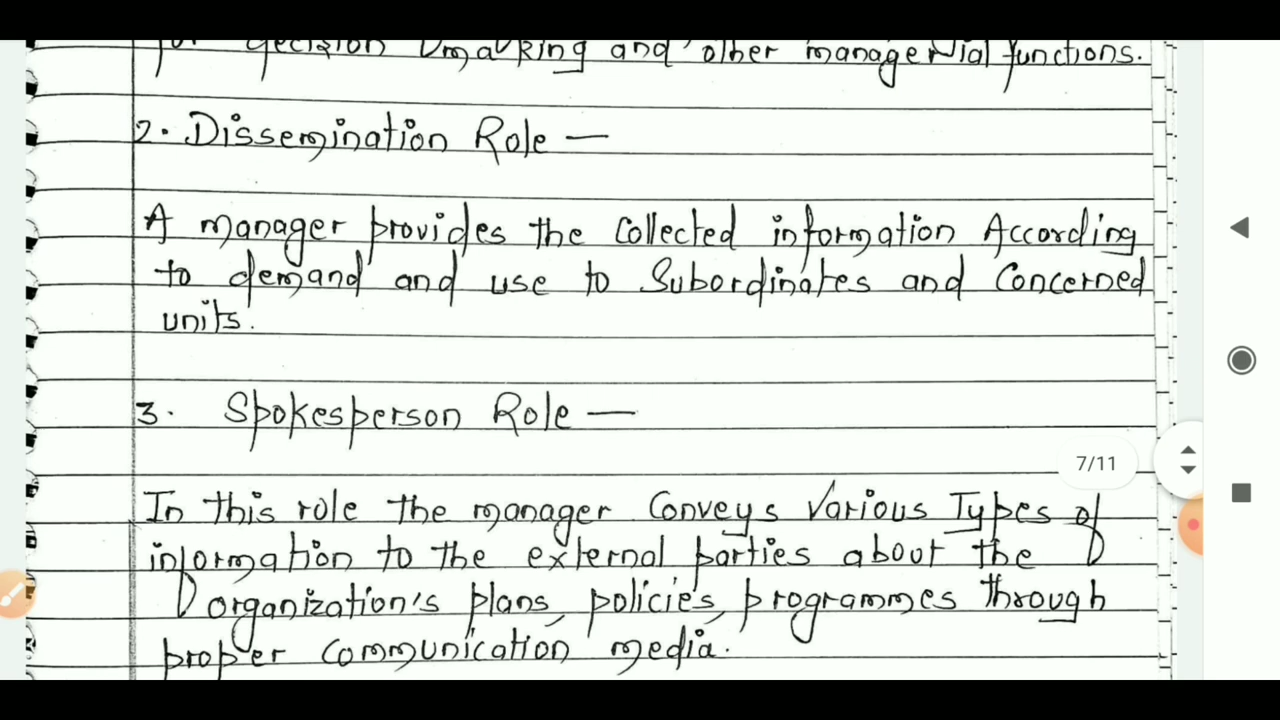 for decision making and other managerial functions.
2. Dissemination Role —
A manager provides the Collected information According
to demand and use to Subordinates and Concerned
units.
3. Spokesperson Role —
7/11
In this role the manager Conveys Various Types of
information to the external parties about the
organization's plans, policies, programmes through
proper communication media.